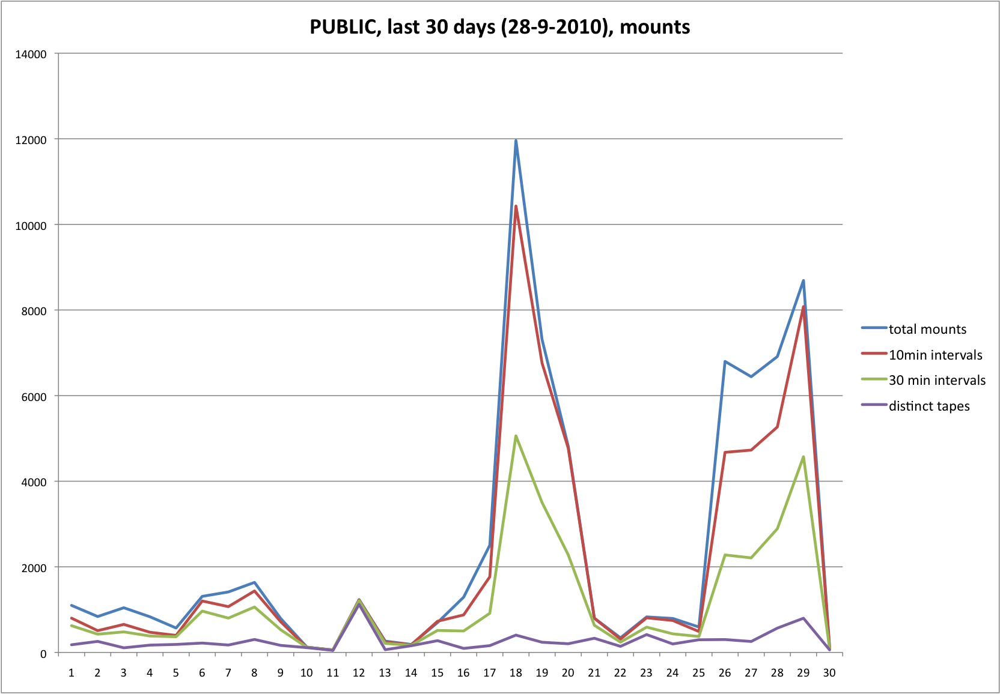 PUBLIC, last 30 days (28-9-2010), mounts
14000
12000
10000
8000
6000
4000
2000
0
total mounts
10min intervals
30 min intervals
distinct tapes
1 2 3 4 5 6 7 8 9 10 11 12 13 14 15 16 17 18 19 20 21 22 23 24 25 26 27 28 29 30